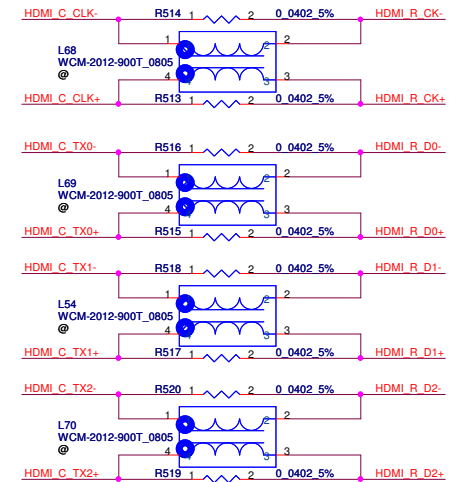 HDMI_C_CLK- R514 1 2 0_0402_5% HDMI_R_CK-
1 2 2
L68
WCM-2012-900T_0805
@
4 3 3
HDMI_C_CLK+ R513 1 2 0_0402_5% HDMI_R_CK+
HDMI_C_TX0- R516 1 2 0_0402_5% HDMI_R_D0-
1 2 2
L69
WCM-2012-900T_0805
@
4 3 3
HDMI_C_TX0+ R515 1 2 0_0402_5% HDMI_R_D0+
HDMI_C_TX1- R518 1 2 0_0402_5% HDMI_R_D1-
1 2 2
L54
WCM-2012-900T_0805
@
4 3 3
HDMI_C_TX1+ R517 1 2 0_0402_5% HDMI_R_D1+
HDMI_C_TX2- R520 1 2 0_0402_5% HDMI_R_D2-
1 2 2
L70
WCM-2012-900T_0805
@
4 3 3
HDMI_C_TX2+ R519 1 2 0_0402_5% HDMI_R_D2+